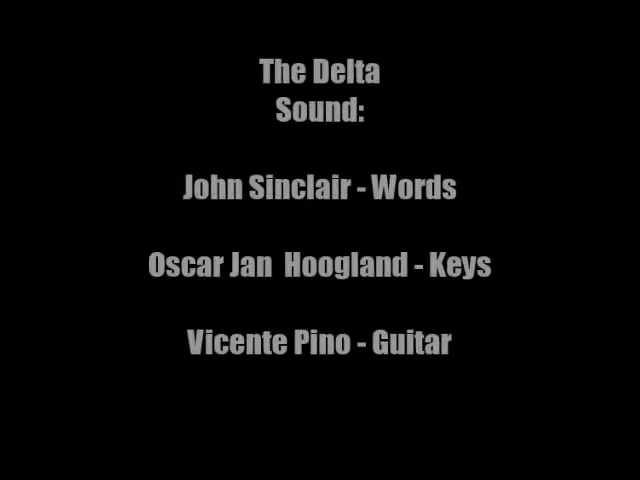 The Delta
Sound:
John Sinclair - Words
Oscar Jan  Hoogland - Keys
Vicente Pino - Guitar